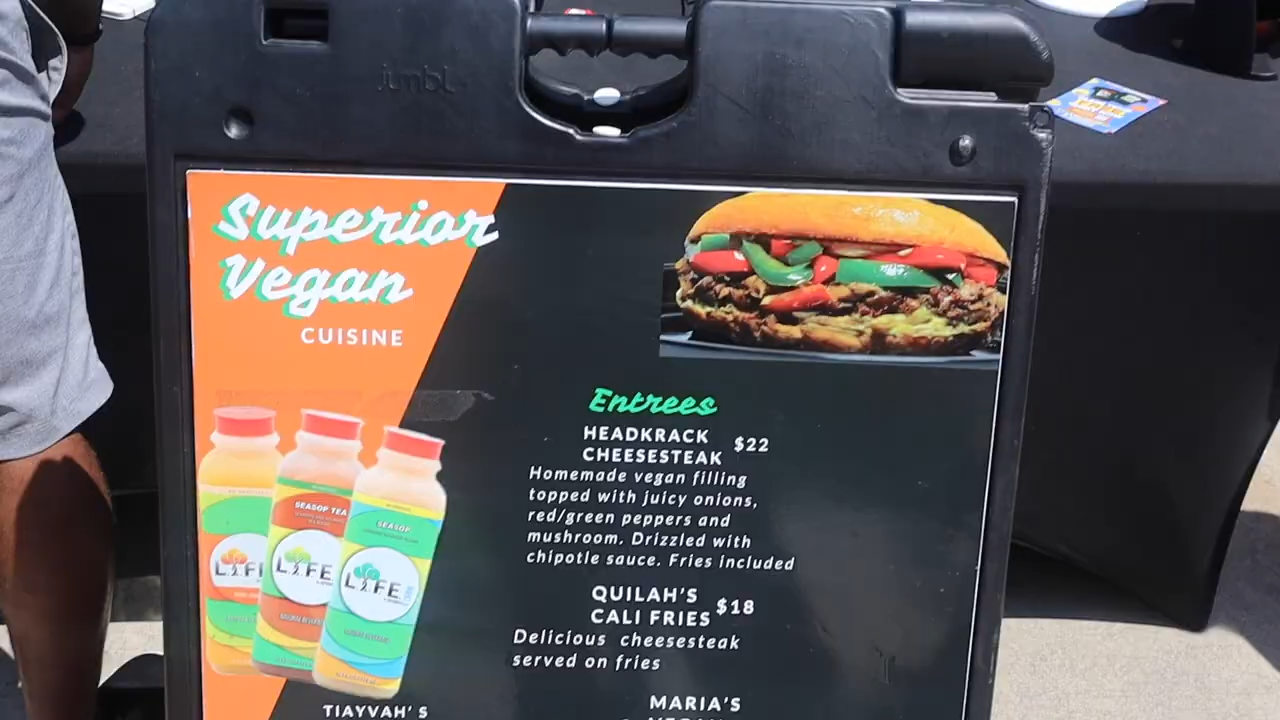 jumbl
Superior
Vegan
CUISINE
Entrees
HEADKRACK
CHEESESTEAK $22
Homemade vegan filling
topped with juicy onions,
red/green peppers and
mushroom. Drizzled with
chipotle sauce. Fries included
QUILAH'S
CALI FRIES $18
Delicious cheesesteak
served on fries
MARIA'S
SEASOP TEA
SEASOP
LIFE
LIFE
LIFE
TIAYVAH' S